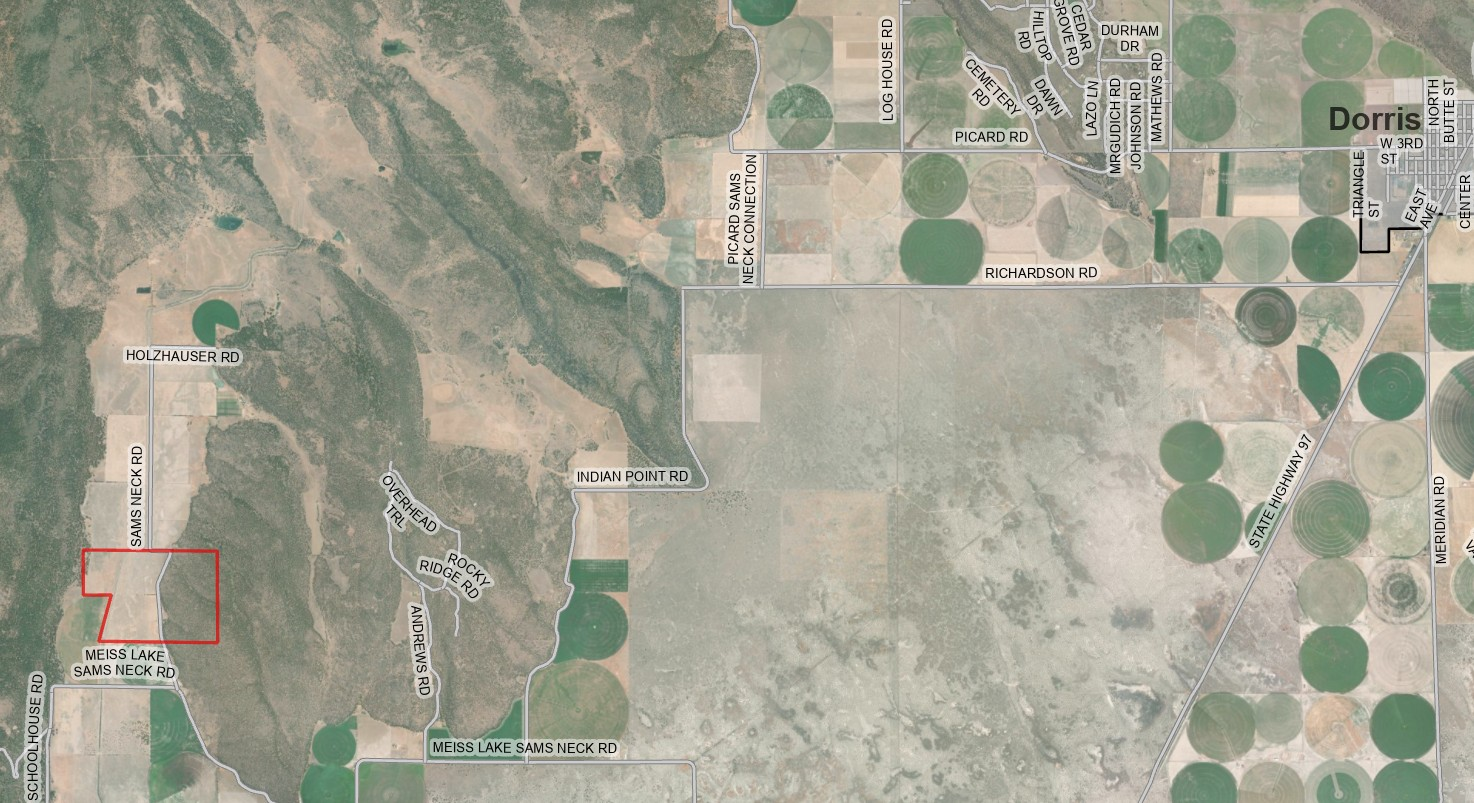 LOG HOUSE RD
HILLTOP
RD
CEDAR
GROVE RD
DURHAM
DR
CEMETERY
RD
DAWN
DR
LAZO LN
MRGUDICH RD
JOHNSON RD
MATHEWS RD
NORTH
BUTTE ST
Dorris
PICARD RD
W 3RD
ST
TRIANGLE
ST
EAST
AVE
CENTER
PICARD SAMS
NECK CONNECTION
RICHARDSON RD
HOLZHAUSER RD
SAMS NECK RD
OVERHEAD
TRL
INDIAN POINT RD
STATE HIGHWAY 97
MERIDIAN RD
ROCKY
RIDGE RD
ANDREWS RD
MEISS LAKE
SAMS NECK RD
SCHOOLHOUSE RD
MEISS LAKE SAMS NECK RD